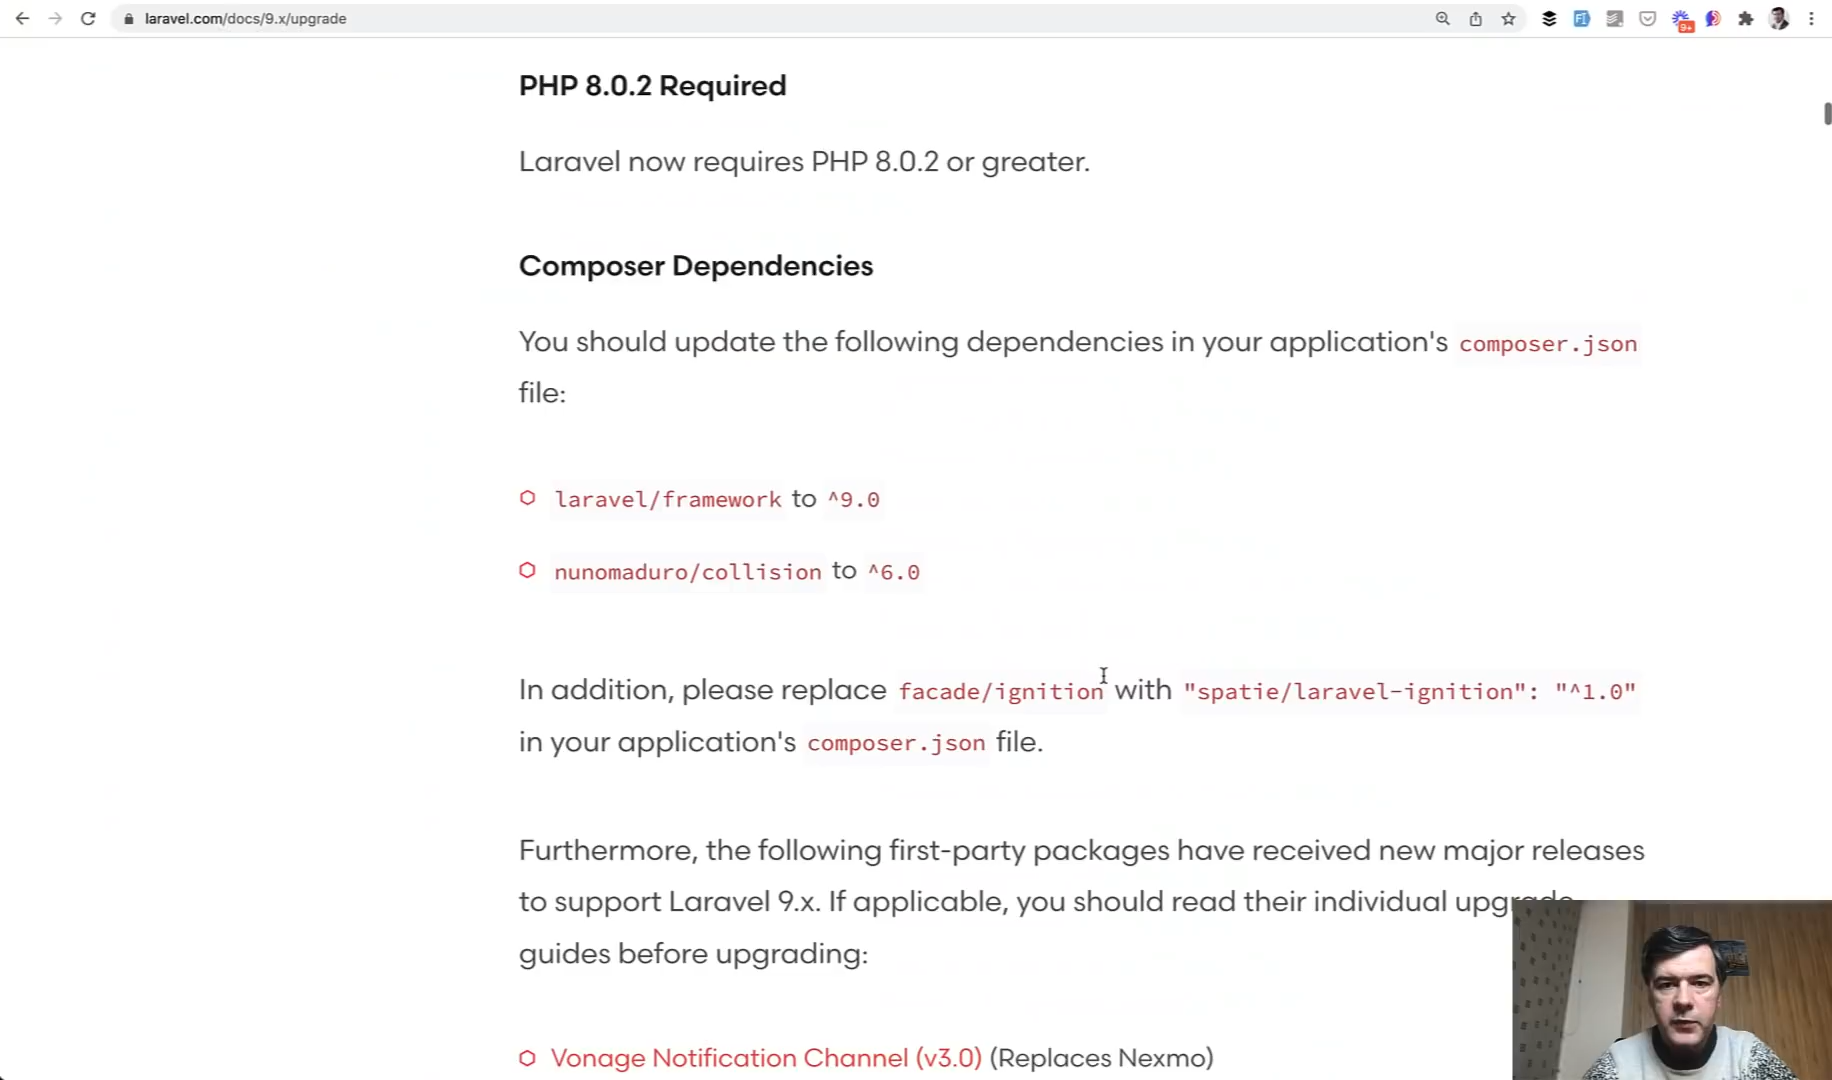 laravel.com/docs/9.x/upgrade
9+
PHP 8.0.2 Required
Laravel now requires PHP 8.0.2 or greater.
Composer Dependencies
You should update the following dependencies in your application's composer.json
file:
laravel/framework to ^9.0
nunomaduro/collision to ^6.0
In addition, please replace facade/ignition with "spatie/laravel-ignition": "^1.0"
in your application's composer.json file.
Furthermore, the following first-party packages have received new major releases
to support Laravel 9.x. If applicable, you should read their individual upgrade
guides before upgrading:
Vonage Notification Channel (v3.0) (Replaces Nexmo)